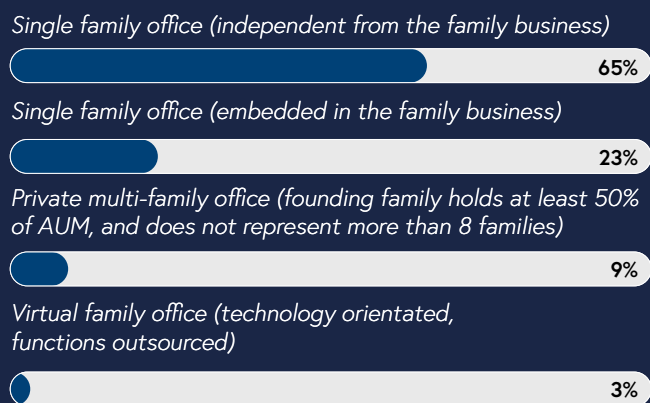 Single family office (independent from the family business)
65%
Single family office (embedded in the family business)
23%
Private multi-family office (founding family holds at least 50%
of AUM, and does not represent more than 8 families)
9%
Virtual family office (technology orientated,
functions outsourced)
3%